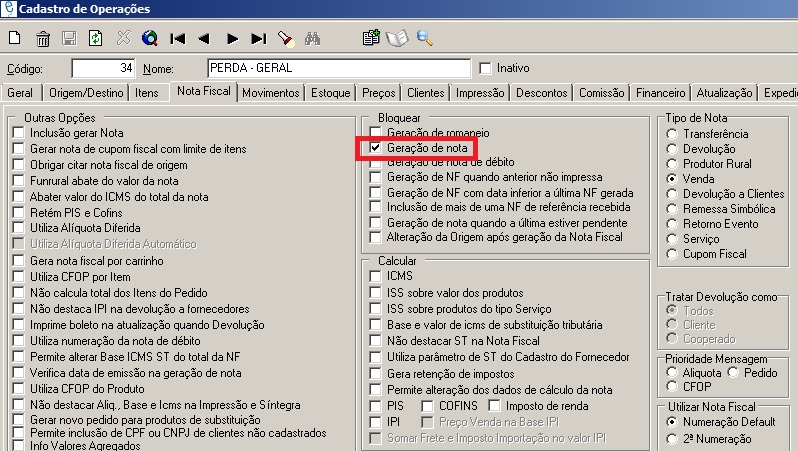 Cadastro de Operações
Código: 34 Nome: PERDA - GERAL Inativo
Geral Origem/Destino Itens Nota Fiscal Movimentos Estoque Preços Clientes Impressão Descontos Comissão Financeiro Atualização Expedi
Outras Opções
Inclusão gerar Nota
Gerar nota de cupom fiscal com limite de itens
Obrigar citar nota fiscal de origem
Funrural abate do valor da nota
Abater valor do ICMS do total da nota
Retém PIS e Cofins
Utiliza Alíquota Diferida
Utiliza Alíquota Diferida Automático
Gera nota fiscal por carrinho
Utiliza CFOP por Item
Não calcula total dos Itens do Pedido
Não destaca IPI na devolução a fornecedores
Imprime boleto na atualização quando Devolução
Utiliza numeração da nota de débito
Permite alterar Base ICMS ST do total da NF
Verifica data de emissão na geração de nota
Utiliza CFOP do Produto
Não destacar Aliq., Base e Icms na Impressão e Síntegra
Gerar novo pedido para produtos de substituição
Permite inclusão de CPF ou CNPJ de clientes não cadastrados
Info Valores Agregados
Bloquear
Geração de romaneio
Geração de nota
Geração de nota de débito
Geração de NF quando anterior não impressa
Geração de NF com data inferior a última NF gerada
Inclusão de mais de uma NF de referência recebida
Geração de nota quando a última estiver pendente
Alteração da Origem após geração da Nota Fiscal
Calcular
ICMS
ISS sobre valor dos produtos
ISS sobre produtos do tipo Serviço
Base e valor de icms de substituição tributária
Não destacar ST na Nota Fiscal
Utiliza parâmetro de ST do Cadastro do Fornecedor
Gera retenção de impostos
Permite alteração dos dados de cálculo da nota
PIS COFINS Imposto de renda
IPI Preço Venda na Base IPI
Somar Frete e Imposto Importação no valor IPI
Tipo de Nota
Transferência
Devolução
Produtor Rural
Venda
Devolução a Clientes
Remessa Simbólica
Retorno Evento
Serviço
Cupom Fiscal
Tratar Devolução como
Todos
Cliente
Cooperado
Prioridade Mensagem
Aliquota Pedido
CFOP
Utilizar Nota Fiscal
Numeração Default
2ª Numeração